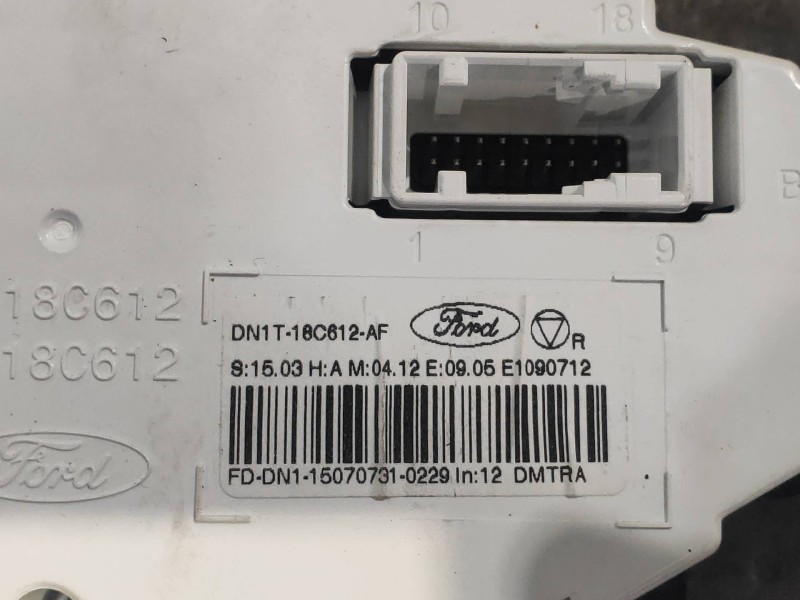 10 18
B
1 9
18C612
18C612
Ford
DN1T-18C612-AF Ford R
S:15.03 H:A M:04.12 E:09.05 E1090712
FD-DN1-15070731-0229 In:12 DMTRA